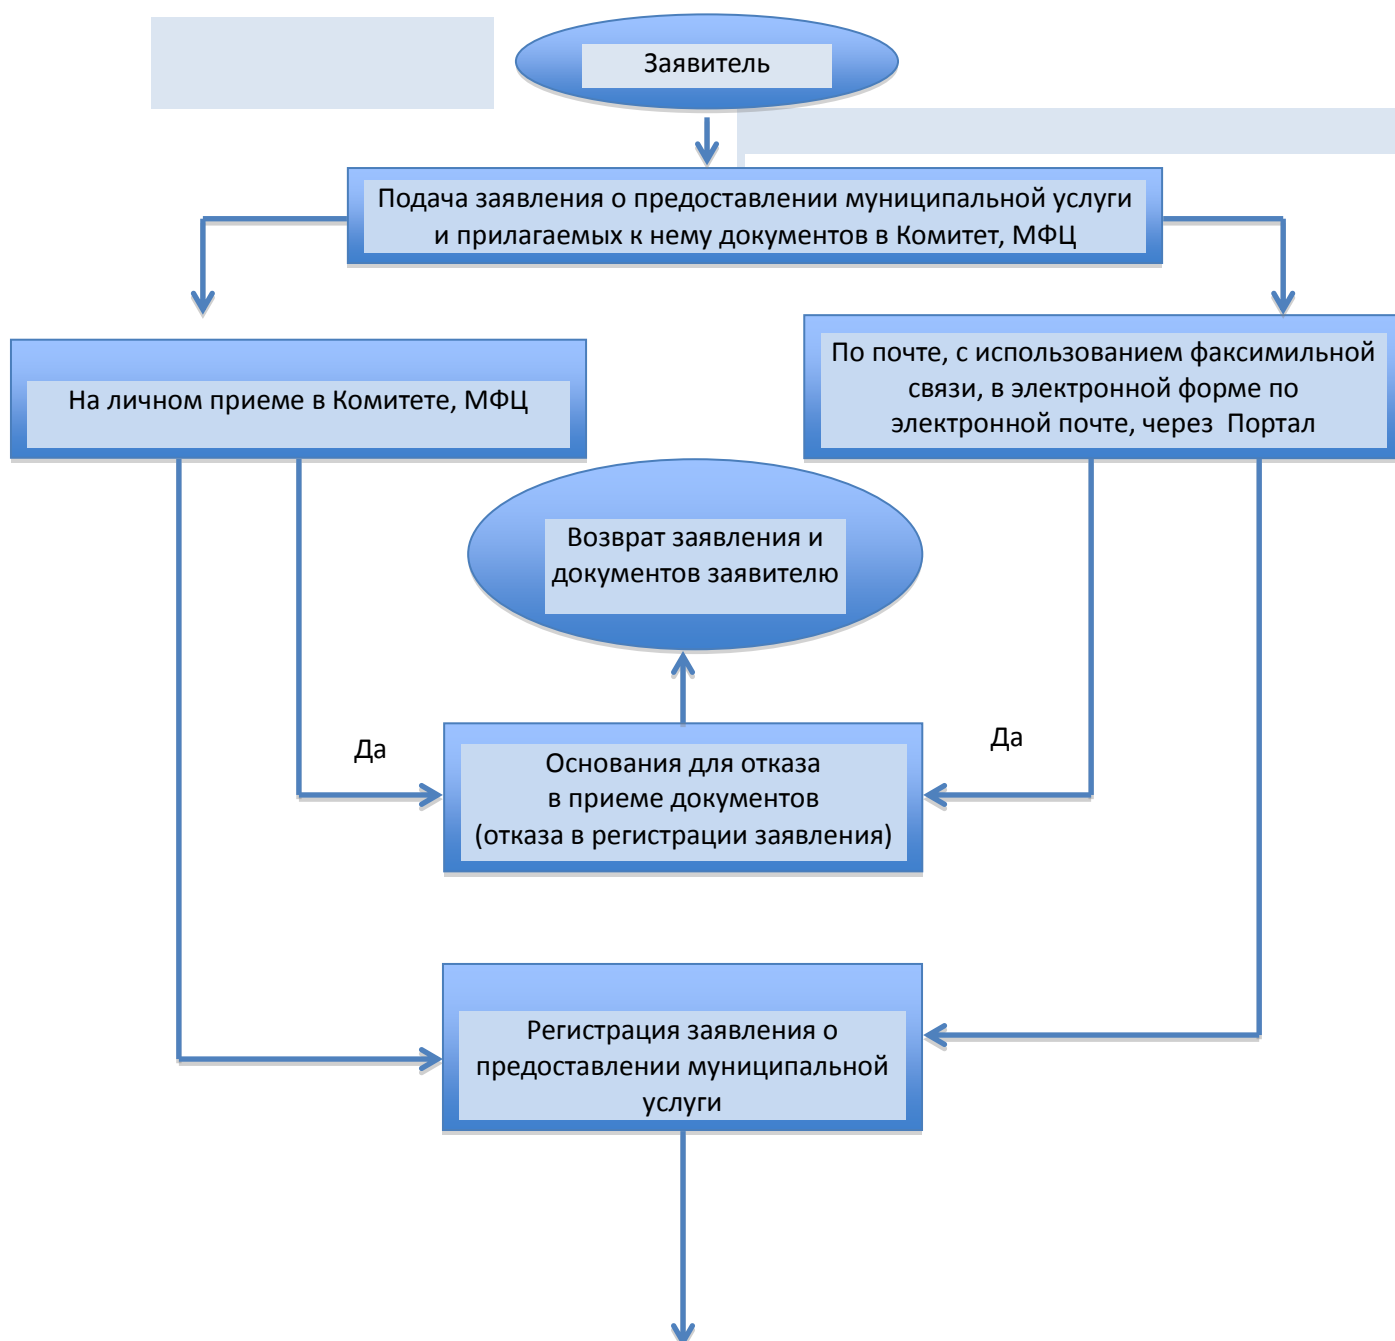 Заявитель
Подача заявления о предоставлении муниципальной услуги
и прилагаемых к нему документов в Комитет, МФЦ
На личном приеме в Комитете, МФЦ
По почте, с использованием факсимильной
связи, в электронной форме по
электронной почте, через Портал
Возврат заявления и
документов заявителю
Да
Да
Основания для отказа
в приеме документов
(отказа в регистрации заявления)
Регистрация заявления о
предоставлении муниципальной
услуги